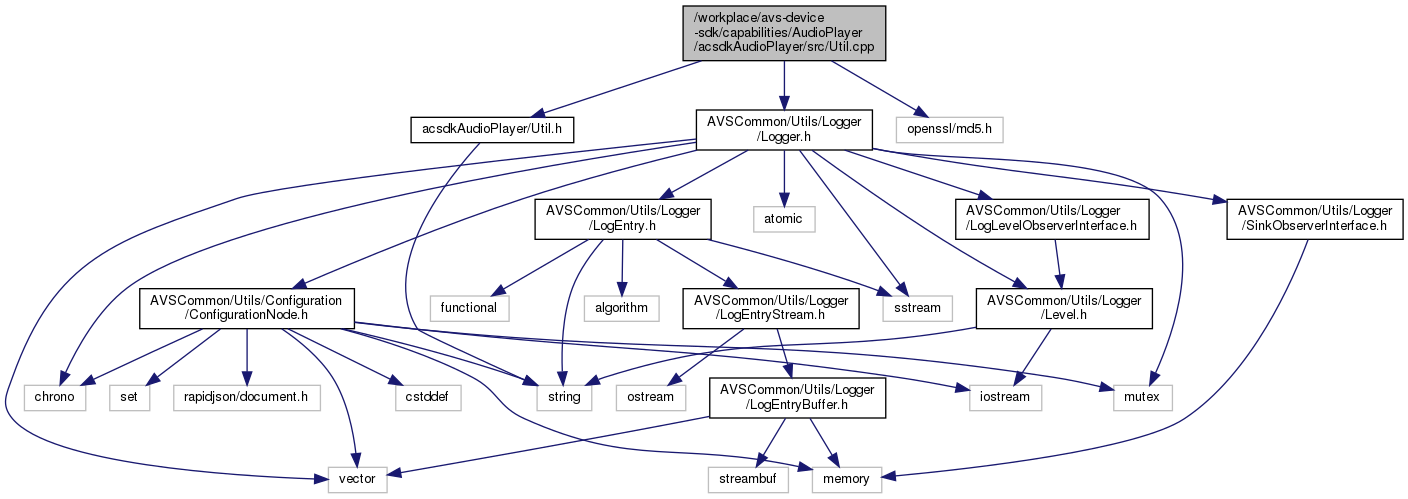 /workplace/avs-device
-sdk/capabilities/AudioPlayer
/acsdkAudioPlayer/src/Util.cpp
acsdkAudioPlayer/Util.h
AVSCommon/Utils/Logger
/Logger.h
openssl/md5.h
AVSCommon/Utils/Logger
/LogEntry.h
atomic
AVSCommon/Utils/Logger
/LogLevelObserverInterface.h
AVSCommon/Utils/Logger
/SinkObserverInterface.h
AVSCommon/Utils/Configuration
/ConfigurationNode.h
functional
algorithm
AVSCommon/Utils/Logger
/LogEntryStream.h
sstream
AVSCommon/Utils/Logger
/Level.h
chrono
set
rapidjson/document.h
cstddef
string
ostream
AVSCommon/Utils/Logger
/LogEntryBuffer.h
iostream
mutex
vector
streambuf
memory